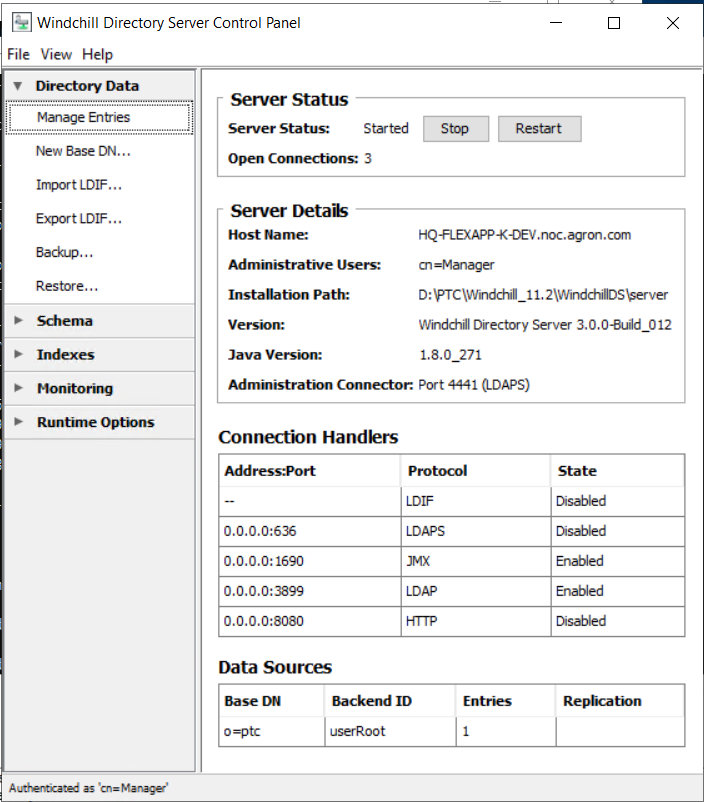 Windchill Directory Server Control Panel
File View Help
Directory Data
Manage Entries
New Base DN...
Import LDIF...
Export LDIF...
Backup...
Restore...
Schema
Indexes
Monitoring
Runtime Options
Server Status
Server Status: Started Stop Restart
Open Connections: 3
Server Details
Host Name: HQ-FLEXAPP-K-DEV.noc.agron.com
Administrative Users: cn=Manager
Installation Path: D:\PTC\Windchill_11.2\WindchillDS\server
Version: Windchill Directory Server 3.0.0-Build_012
Java Version: 1.8.0_271
Administration Connector: Port 4441 (LDAPS)
Connection Handlers
Address:Port Protocol State
-- LDIF Disabled
0.0.0.0:636 LDAPS Disabled
0.0.0.0:1690 JMX Enabled
0.0.0.0:3899 LDAP Enabled
0.0.0.0:8080 HTTP Disabled
Data Sources
Base DN Backend ID Entries Replication
o=ptc userRoot 1
Authenticated as 'cn=Manager'